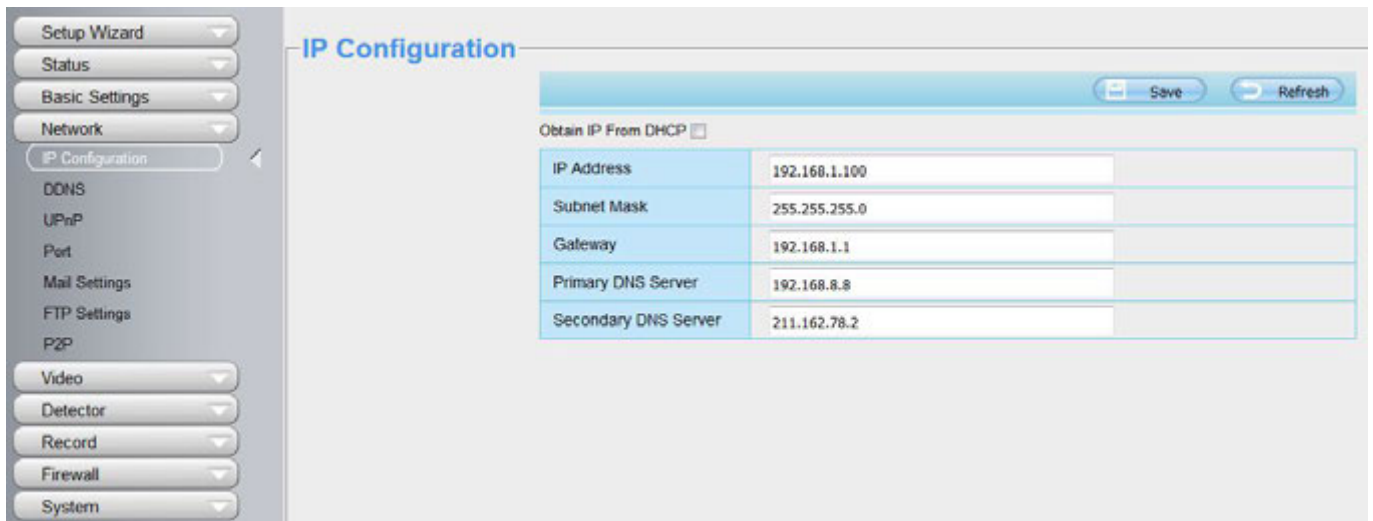 Setup Wizard
Status
Basic Settings
Network
IP Configuration
DDNS
UPnP
Port
Mail Settings
FTP Settings
P2P
Video
Detector
Record
Firewall
System
IP Configuration
Save Refresh
Obtain IP From DHCP
IP Address 192.168.1.100
Subnet Mask 255.255.255.0
Gateway 192.168.1.1
Primary DNS Server 192.168.8.8
Secondary DNS Server 211.162.78.2